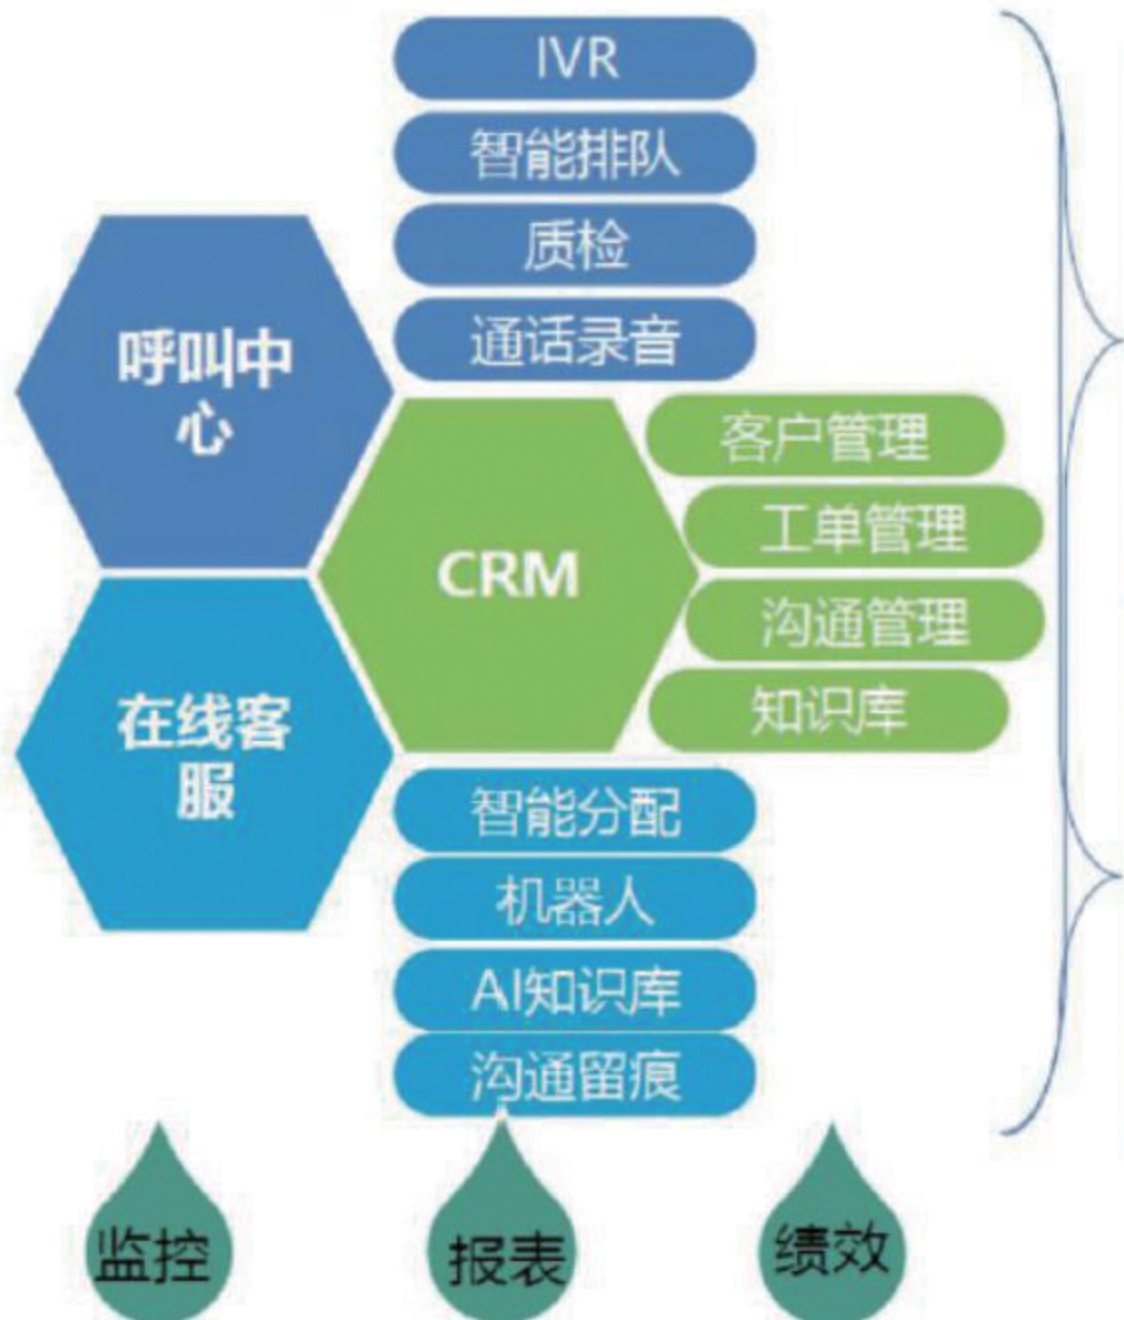 IVR
智能排队
质检
通话录音
呼叫中
心
客户管理
工单管理
CRM
沟通管理
知识库
在线客
服
智能分配
机器人
AI知识库
沟通留痕
监控
报表
绩效